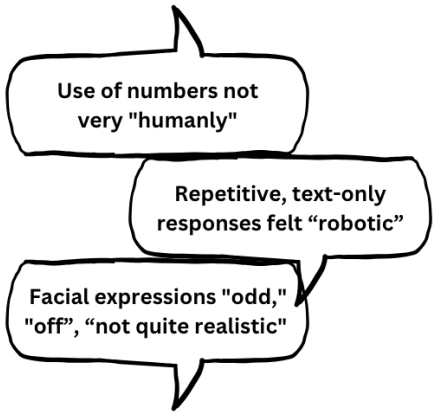 Use of numbers not
very "humanly"
Repetitive, text-only
responses felt “robotic”
Facial expressions "odd,"
"off”, “not quite realistic"